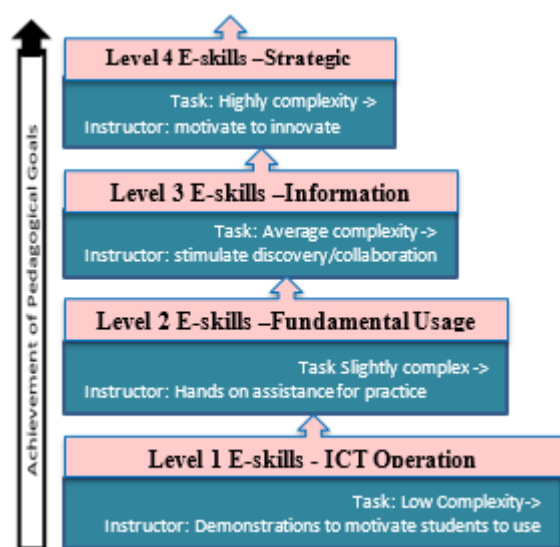 Achievement of Pedagogical Goals
Level 4 E-skills –Strategic
Task: Highly complexity ->
Instructor: motivate to innovate
Level 3 E-skills –Information
Task: Average complexity ->
Instructor: stimulate discovery/collaboration
Level 2 E-skills –Fundamental Usage
Task Slightly complex ->
Instructor: Hands on assistance for practice
Level 1 E-skills - ICT Operation
Task: Low Complexity->
Instructor: Demonstrations to motivate students to use